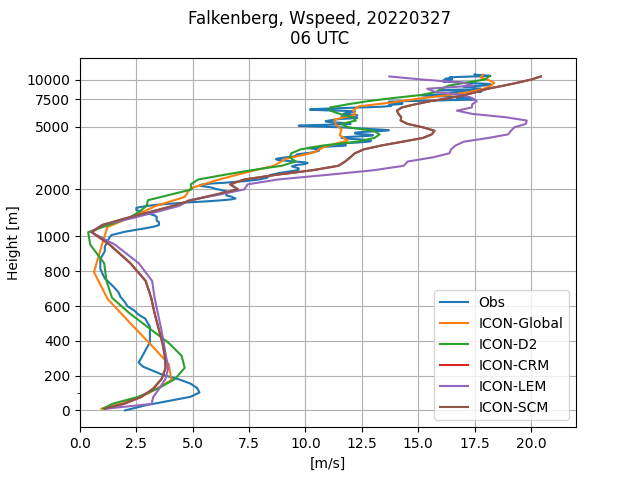 Falkenberg, Wspeed, 20220327
06 UTC
Height [m]
10000
7500
5000
2000
1000
800
600
400
200
0
Obs
ICON-Global
ICON-D2
ICON-CRM
ICON-LEM
ICON-SCM
0.0 2.5 5.0 7.5 10.0 12.5 15.0 17.5 20.0
[m/s]